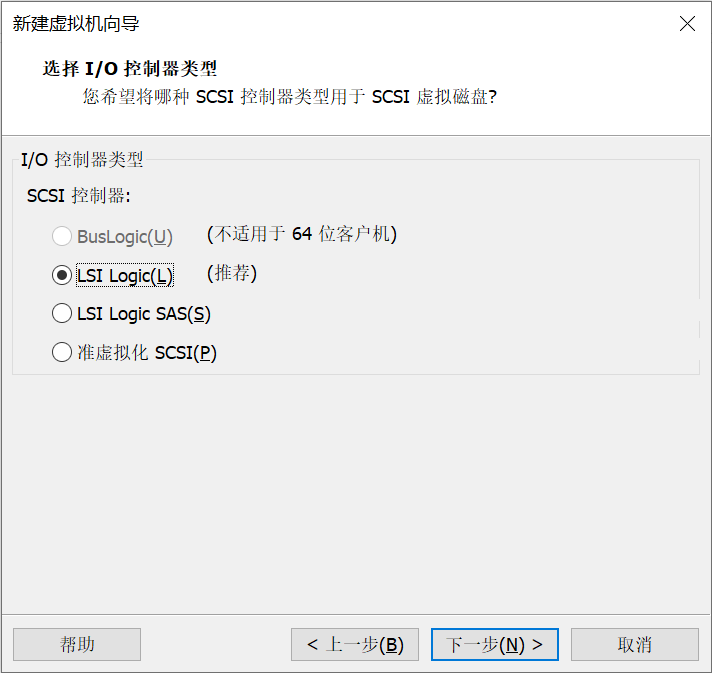 新建虚拟机向导
选择 I/O 控制器类型
您希望将哪种 SCSI 控制器类型用于 SCSI 虚拟磁盘?
I/O 控制器类型
SCSI 控制器:
BusLogic(U) (不适用于 64 位客户机)
LSI Logic(L) (推荐)
LSI Logic SAS(S)
准虚拟化 SCSI(P)
帮助 < 上一步(B) 下一步(N) > 取消